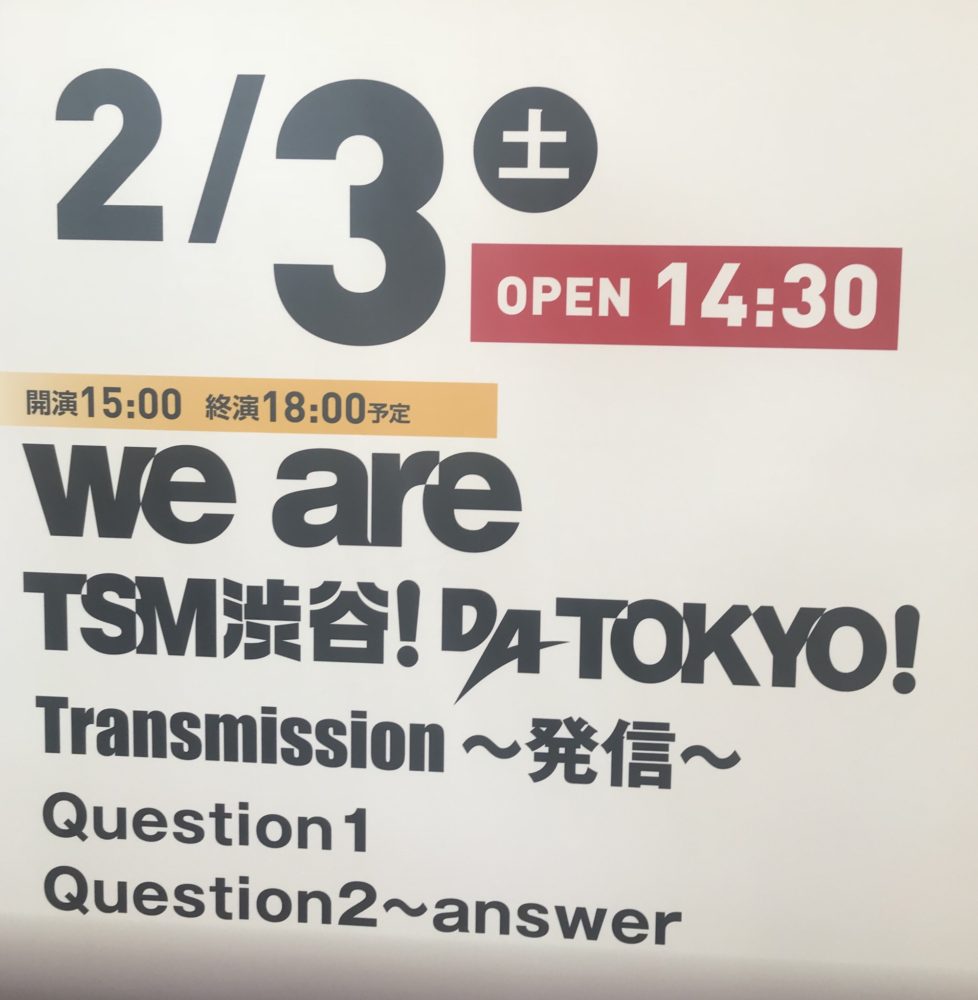 2/3 土
OPEN 14:30
開演15:00 終演18:00予定
we are
TSM渋谷! DA TOKYO!
Transmission ～発信～
Question1
Question2～answer